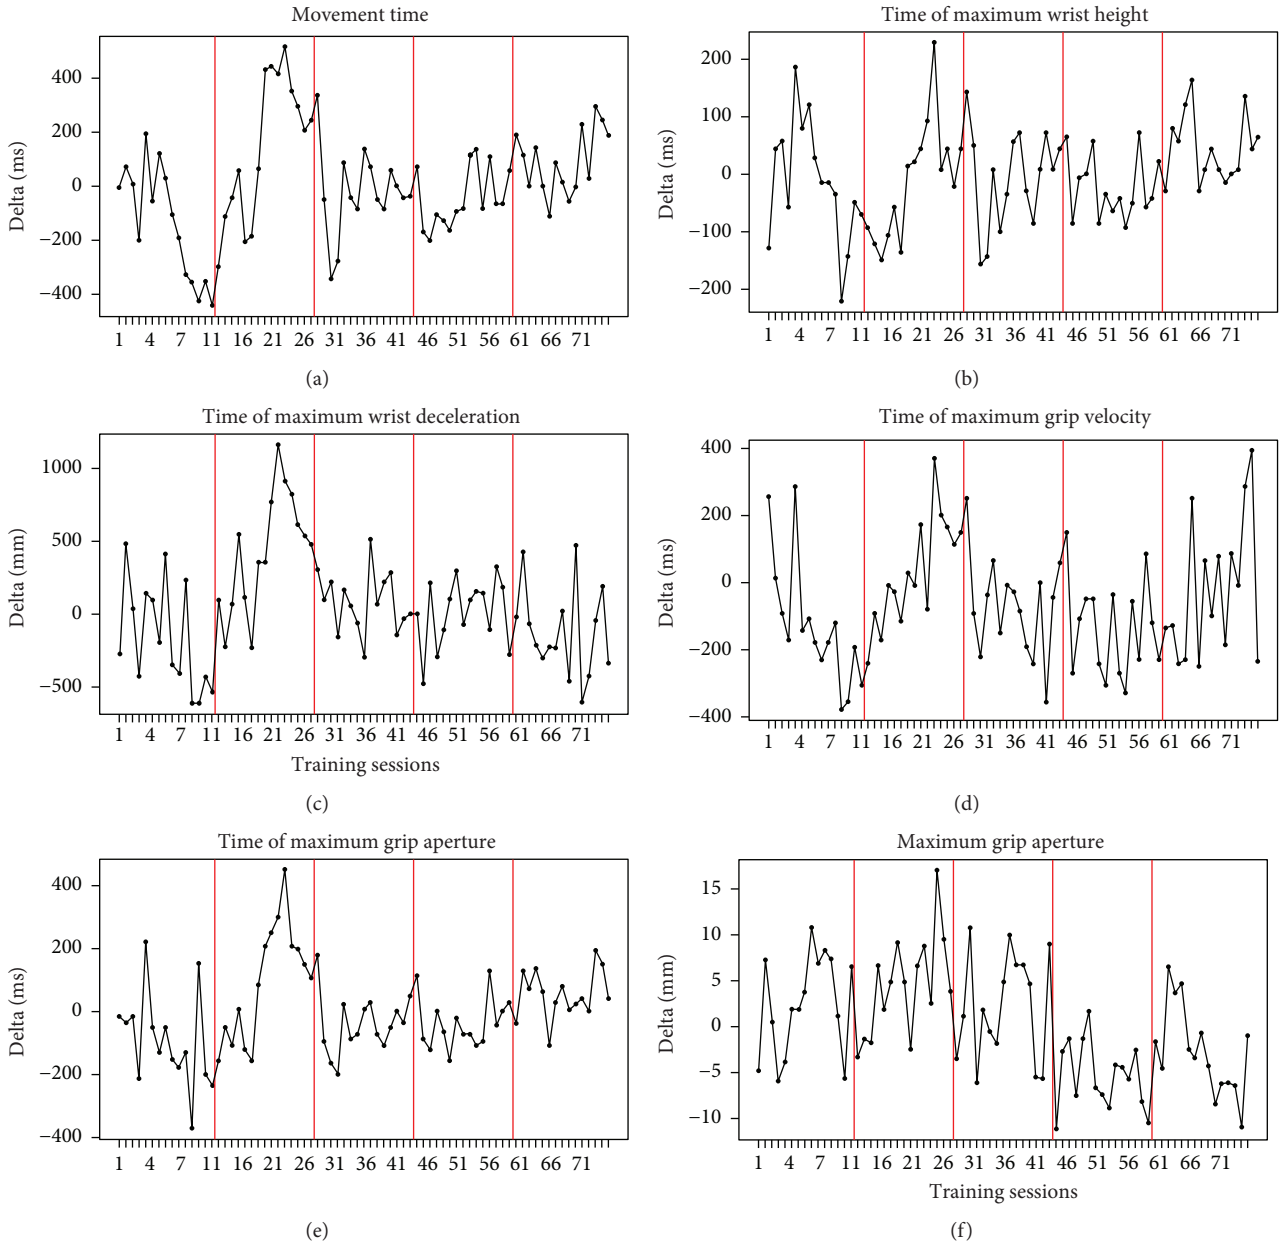 Movement time
Delta (ms)
400
200
0
−200
−400
1 4 7 11 16 21 26 31 36 41 46 51 56 61 66 71
(a)
Time of maximum wrist height
Delta (ms)
200
100
0
−100
−200
1 4 7 11 16 21 26 31 36 41 46 51 56 61 66 71
(b)
Time of maximum wrist deceleration
Delta (mm)
1000
500
0
−500
1 4 7 11 16 21 26 31 36 41 46 51 56 61 66 71
Training sessions
(c)
Time of maximum grip velocity
Delta (ms)
400
200
0
−200
−400
1 4 7 11 16 21 26 31 36 41 46 51 56 61 66 71
(d)
Time of maximum grip aperture
Delta (ms)
400
200
0
−200
−400
1 4 7 11 16 21 26 31 36 41 46 51 56 61 66 71
(e)
Maximum grip aperture
Delta (mm)
15
10
5
0
−5
−10
1 4 7 11 16 21 26 31 36 41 46 51 56 61 66 71
Training sessions
(f)